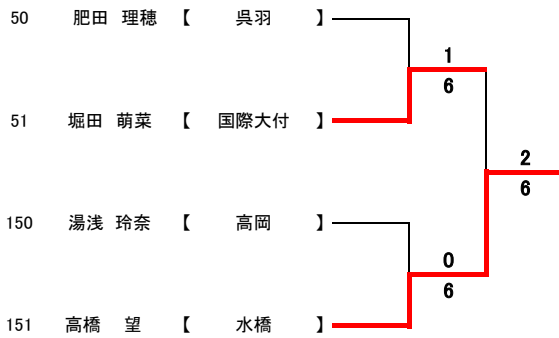 50 肥田 理穂 【 呉羽 】
1
6
51 堀田 萌菜 【 国際大付 】
2
6
150 湯浅 玲奈 【 高岡 】
0
6
151 高橋 望 【 水橋 】